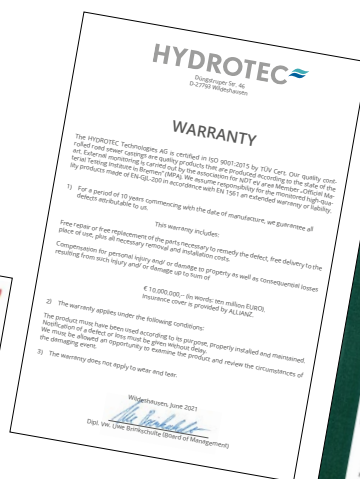 HYDROTEC
Düngstruper Str. 46
D-27793 Wildeshausen
WARRANTY
The HYDROTEC Technologies AG is certified in ISO 9001:2015 by TÜV Cert. Our quality cont-
rolled road sewer castings are quality products that are produced according to the state of the
art. External monitoring is carried out by the association for NDT eV at
terial Testing Institute in Bremen" (MPA). We assume responsibility for the monitored high-qua-
lity products made of EN-GJL-200 in accordance with EN 1561 an extended warranty or liability.
1) For a period of 10 years commencing with the date of manufacture, we guarantee all
defects attributable to us.
This warranty includes:
Free repair or free replacement of the parts necessary to remedy the defect, free delivery to the
place of use, plus all necessary removal and installation costs.
Compensation for personal injury and/ or damage to property as well as consequential losses
resulting from such injury and/ or damage up to sum of
€ 10,000,000,-- (in words: ten million EURO).
Insurance cover is provided by ALLIANZ.
2) The warranty applies under the following conditions:
The product must have been used according to its purpose, properly installed and maintained.
Notification of a defect or loss must be given without delay.
We must be allowed an opportunity to examine the product and review the circumstances of
the damaging event.
3) The warranty does not apply to wear and tear.
Wildeshausen, June 2021
Dipl. Vw. Uwe Brinkschulte (Board of Management)